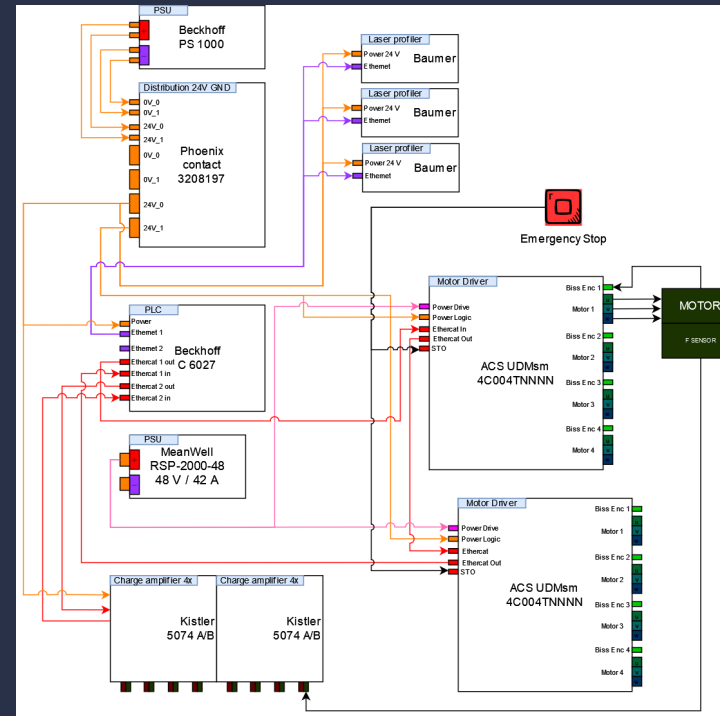 PSU
Beckhoff
PS 1000
Distribution 24V GND
0V_0
0V_1
24V_0
24V_1
0V_0
0V_1
24V_0
24V_1
Phoenix
contact
3208197
Laser profiler
Power 24 V
Ethernet
Baumer
Laser profiler
Power 24 V
Ethernet
Baumer
Laser profiler
Power 24 V
Ethernet
Baumer
Emergency Stop
PLC
Power
Ethernet 1
Ethernet 2
Ethercat 1 out
Ethercat 1 in
Ethercat 2 out
Ethercat 2 in
Beckhoff
C 6027
PSU
MeanWell
RSP-2000-48
48 V / 42 A
Motor Driver
Power Drive
Power Logic
Ethercat In
Ethercat Out
STO
ACS UDMsm
4C004TNNNN
Biss Enc 1
Motor 1
Biss Enc 2
Motor 2
Biss Enc 3
Motor 3
Biss Enc 4
Motor 4
MOTOR
F SENSOR
Motor Driver
Power Drive
Power Logic
Ethercat
Ethercat Out
STO
ACS UDMsm
4C004TNNNN
Biss Enc 1
Motor 1
Biss Enc 2
Motor 2
Biss Enc 3
Motor 3
Biss Enc 4
Motor 4
Charge amplifier 4x
Kistler
5074 A/B
Charge amplifier 4x
Kistler
5074 A/B